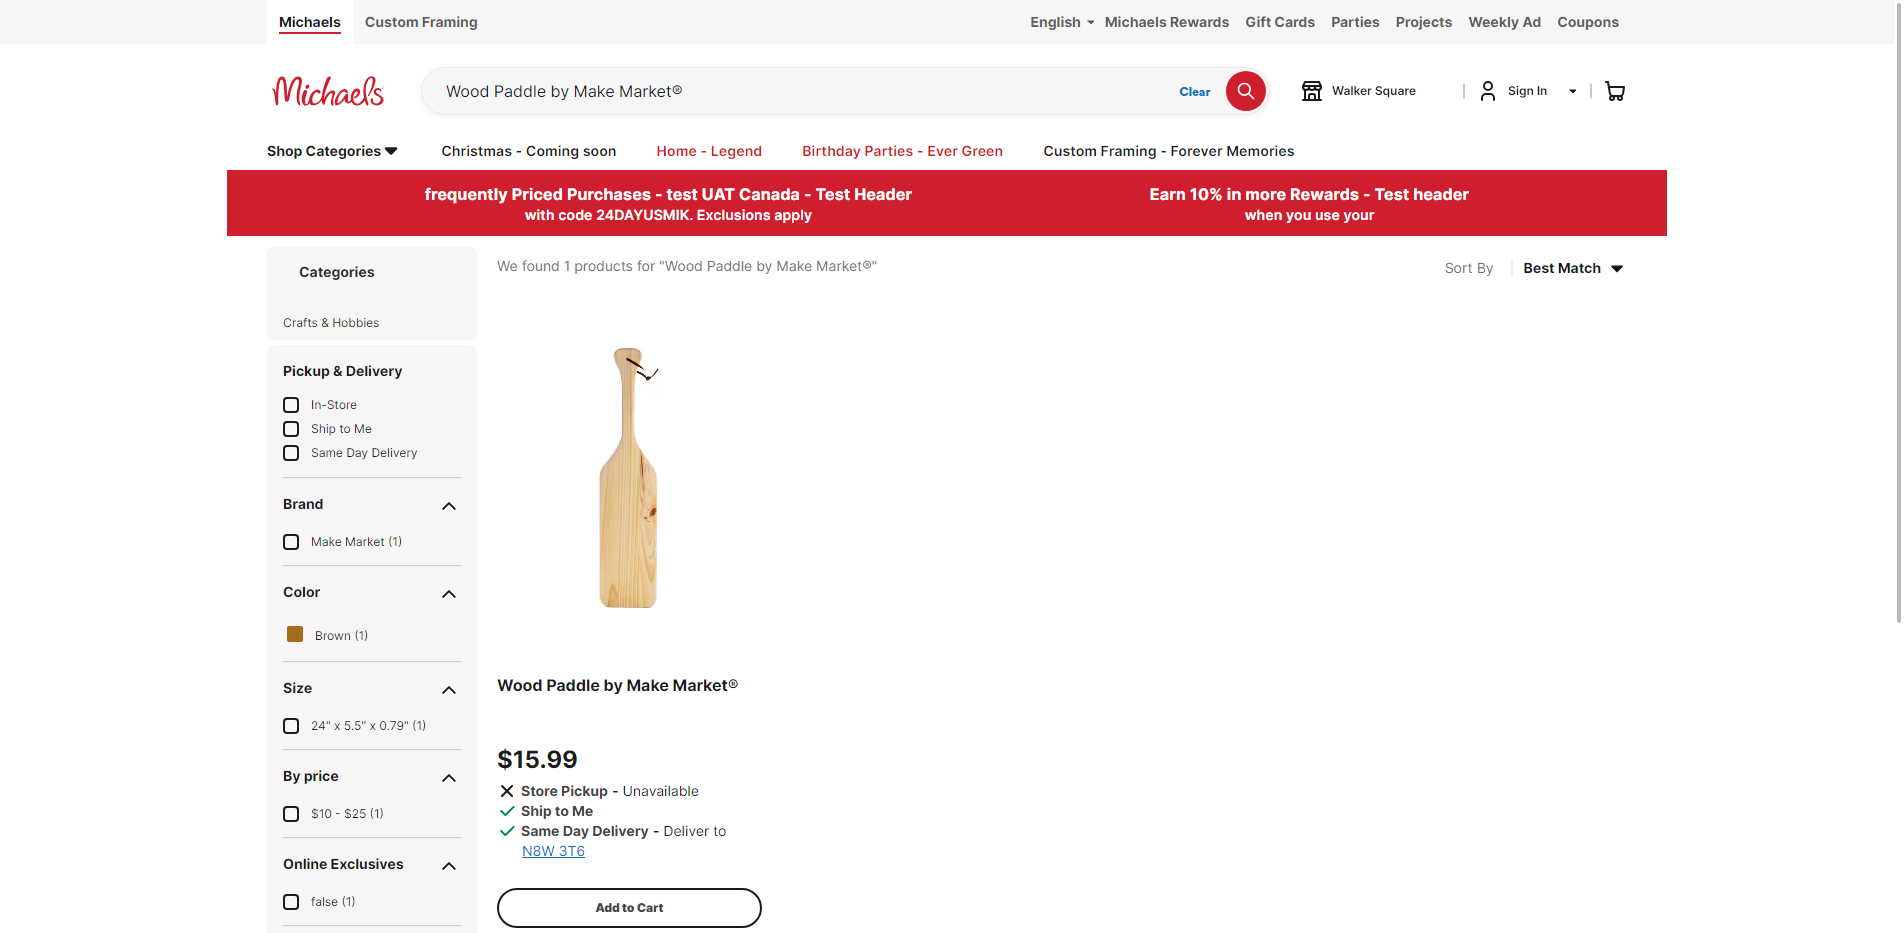 Michaels
Custom Framing
English
Michaels Rewards
Gift Cards
Parties
Projects
Weekly Ad
Coupons
Michaels
Wood Paddle by Make Market®
Clear
Walker Square
Sign In
Shop Categories
Christmas - Coming soon
Home - Legend
Birthday Parties - Ever Green
Custom Framing - Forever Memories
frequently Priced Purchases - test UAT Canada - Test Header
with code 24DAYUSMIK. Exclusions apply
Earn 10% in more Rewards - Test header
when you use your
Categories
Crafts & Hobbies
Pickup & Delivery
In-Store
Ship to Me
Same Day Delivery
Brand
Make Market (1)
Color
Brown (1)
Size
24" x 5.5" x 0.79" (1)
By price
$10 - $25 (1)
Online Exclusives
false (1)
We found 1 products for "Wood Paddle by Make Market®"
Sort By
Best Match
Wood Paddle by Make Market®
$15.99
Store Pickup - Unavailable
Ship to Me
Same Day Delivery - Deliver to
N8W 3T6
Add to Cart